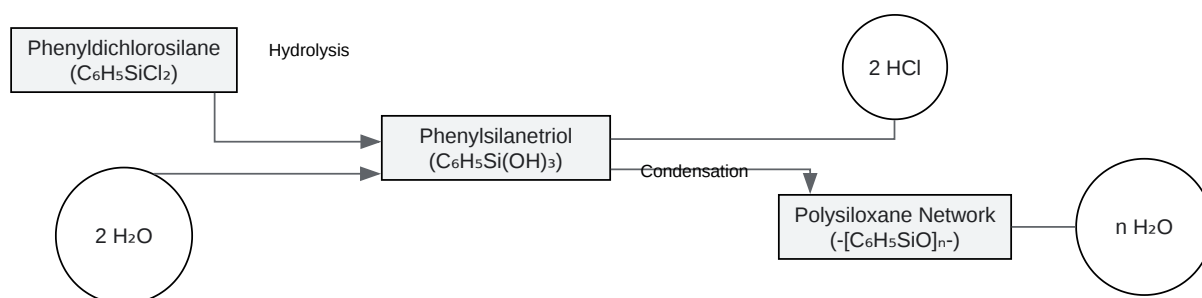 Phenyldichlorosilane
(C₆H₅SiCl₂)
Hydrolysis
2 HCl
Phenylsilanetriol
(C₆H₅Si(OH)₃)
Condensation
2 H₂O
Polysiloxane Network
(-[C₆H₅SiO]ₙ-)
n H₂O